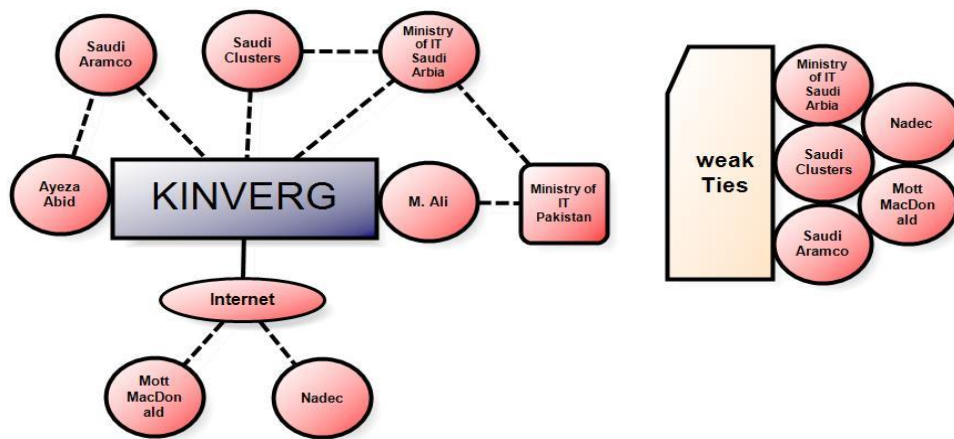 Saudi
Aramco
Saudi
Clusters
Ministry
of IT
Saudi
Arbia
Ayeza
Abid
KINVERG
M. Ali
Ministry of
IT
Pakistan
Internet
Mott
MacDon
ald
Nadec
weak
Ties
Ministry
of IT
Saudi
Arbia
Nadec
Saudi
Clusters
Mott
MacDon
ald
Saudi
Aramco